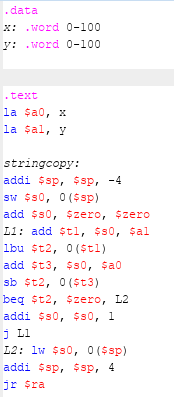 .data
x: .word 0-100
y: .word 0-100
.text
la $a0, x
la $a1, y
stringcopy:
addi $sp, $sp, -4
sw $s0, 0($sp)
add $s0, $zero, $zero
L1: add $t1, $s0, $a1
lbu $t2, 0($t1)
add $t3, $s0, $a0
sb $t2, 0($t3)
beq $t2, $zero, L2
addi $s0, $s0, 1
j L1
L2: lw $s0, 0($sp)
addi $sp, $sp, 4
jr $ra